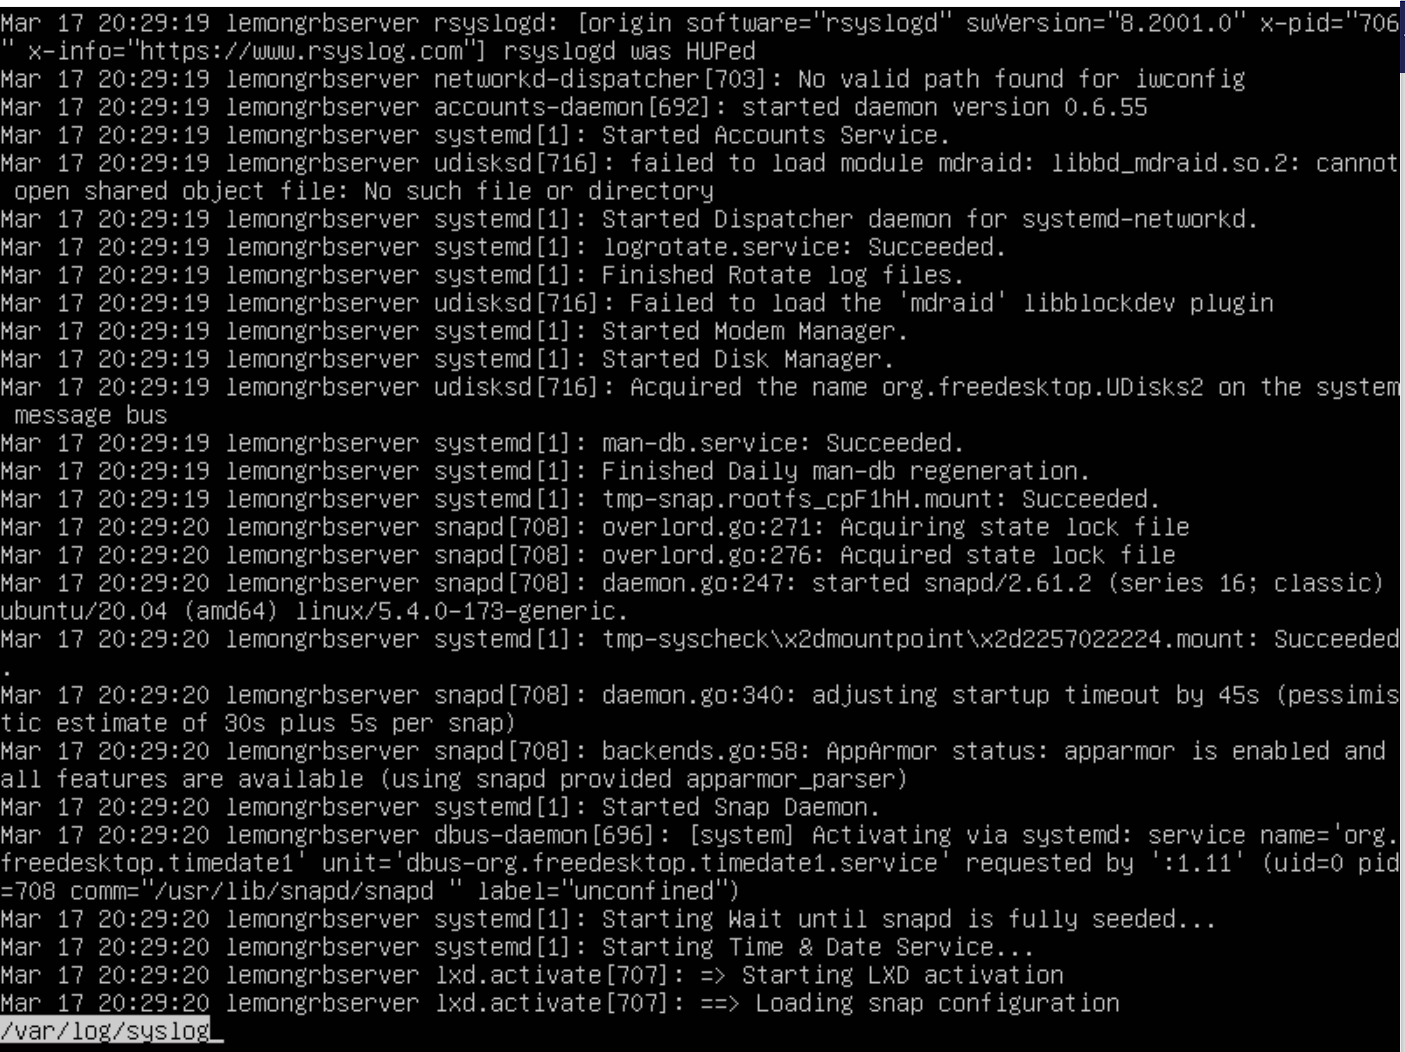 Mar 17 20:29:19 lemongrbserver rsyslogd: [origin software="rsyslogd" swVersion="8.2001.0" x-pid="706
" x-info="https://www.rsyslog.com"] rsyslogd was HUPed
Mar 17 20:29:19 lemongrbserver networkd-dispatcher[703]: No valid path found for iwconfig
Mar 17 20:29:19 lemongrbserver accounts-daemon[692]: started daemon version 0.6.55
Mar 17 20:29:19 lemongrbserver systemd[1]: Started Accounts Service.
Mar 17 20:29:19 lemongrbserver udisksd[716]: failed to load module mdraid: libbd_mdraid.so.2: cannot
 open shared object file: No such file or directory
Mar 17 20:29:19 lemongrbserver systemd[1]: Started Dispatcher daemon for systemd-networkd.
Mar 17 20:29:19 lemongrbserver systemd[1]: logrotate.service: Succeeded.
Mar 17 20:29:19 lemongrbserver systemd[1]: Finished Rotate log files.
Mar 17 20:29:19 lemongrbserver udisksd[716]: Failed to load the 'mdraid' libblockdev plugin
Mar 17 20:29:19 lemongrbserver systemd[1]: Started Modem Manager.
Mar 17 20:29:19 lemongrbserver systemd[1]: Started Disk Manager.
Mar 17 20:29:19 lemongrbserver udisksd[716]: Acquired the name org.freedesktop.UDisks2 on the system
 message bus
Mar 17 20:29:19 lemongrbserver systemd[1]: man-db.service: Succeeded.
Mar 17 20:29:19 lemongrbserver systemd[1]: Finished Daily man-db regeneration.
Mar 17 20:29:19 lemongrbserver systemd[1]: tmp-snap.rootfs_cpF1hH.mount: Succeeded.
Mar 17 20:29:20 lemongrbserver snapd[708]: overlord.go:271: Acquiring state lock file
Mar 17 20:29:20 lemongrbserver snapd[708]: overlord.go:276: Acquired state lock file
Mar 17 20:29:20 lemongrbserver snapd[708]: daemon.go:247: started snapd/2.61.2 (series 16; classic)
ubuntu/20.04 (amd64) linux/5.4.0-173-generic.
Mar 17 20:29:20 lemongrbserver systemd[1]: tmp-syscheck\x2dmountpoint\x2d2257022224.mount: Succeeded
.
Mar 17 20:29:20 lemongrbserver snapd[708]: daemon.go:340: adjusting startup timeout by 45s (pessimis
tic estimate of 30s plus 5s per snap)
Mar 17 20:29:20 lemongrbserver snapd[708]: backends.go:58: AppArmor status: apparmor is enabled and
all features are available (using snapd provided apparmor_parser)
Mar 17 20:29:20 lemongrbserver systemd[1]: Started Snap Daemon.
Mar 17 20:29:20 lemongrbserver dbus-daemon[696]: [system] Activating via systemd: service name='org.
freedesktop.timedate1' unit='dbus-org.freedesktop.timedate1.service' requested by ':1.11' (uid=0 pid
=708 comm="/usr/lib/snapd/snapd " label="unconfined")
Mar 17 20:29:20 lemongrbserver systemd[1]: Starting Wait until snapd is fully seeded...
Mar 17 20:29:20 lemongrbserver systemd[1]: Starting Time & Date Service...
Mar 17 20:29:20 lemongrbserver lxd.activate[707]: => Starting LXD activation
Mar 17 20:29:20 lemongrbserver lxd.activate[707]: ==> Loading snap configuration
/var/log/syslog